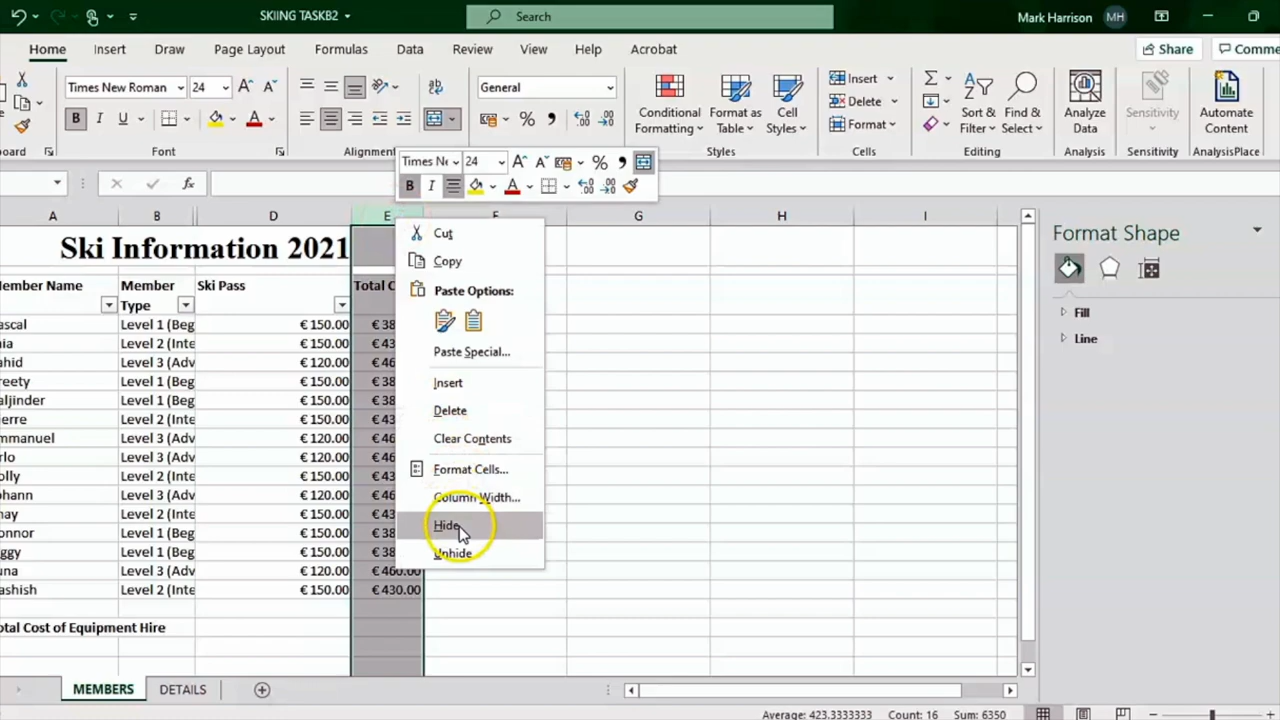 SKIING TASKB2
Search
Mark Harrison MH
Home Insert Draw Page Layout Formulas Data Review View Help Acrobat
Share
Comme
Times New Roman 24
General
Conditional
Formatting
Format as
Table
Cell
Styles
Insert
Delete
Format
Sort &
Filter
Find &
Select
Analyze
Data
Sensitivity
Automate
Content
B I U
oard Font Alignment Styles Cells Editing Analysis Sensitivity AnalysisPlace
Times Ne 24
B I
fx
A B D E F G H I
Ski Information 2021
ember Name
Member
Type
Ski Pass
Total C
ascal Level 1 (Beg € 150.00 € 38
nia Level 2 (Inte € 150.00 € 43
ahid Level 3 (Adv € 120.00 € 46
reety Level 1 (Beg € 150.00 € 38
aljinder Level 1 (Beg € 150.00 € 38
ierre Level 2 (Inte € 150.00 € 43
mmanuel Level 3 (Adv € 120.00 € 46
rlo Level 3 (Adv € 120.00 € 46
olly Level 2 (Inte € 150.00 € 43
ohann Level 3 (Adv € 120.00 € 46
nay Level 2 (Inte € 150.00 € 43
onnor Level 1 (Beg € 150.00 € 38
ggy Level 1 (Beg € 150.00 € 38
una Level 3 (Adv € 120.00 € 460.00
ashish Level 2 (Inte € 150.00 € 430.00
otal Cost of Equipment Hire
Cut
Copy
Paste Options:
Paste Special...
Insert
Delete
Clear Contents
Format Cells...
Column Width...
Hide
Unhide
Format Shape
Fill
Line
MEMBERS DETAILS
Average: 423.3333333 Count: 16 Sum: 6350